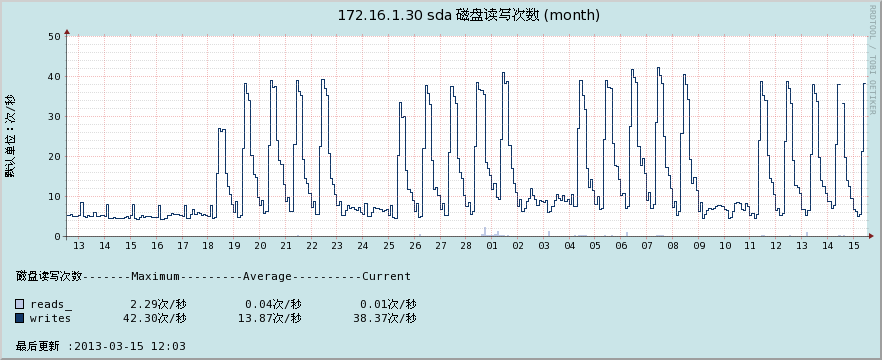 172.16.1.30 sda 磁盘读写次数 (month)
RRDTOOL / TOBI OETIKER
默认单位：次/秒
50
40
30
20
10
0
13 14 15 16 17 18 19 20 21 22 23 24 25 26 27 28 01 02 03 04 05 06 07 08 09 10 11 12 13 14 15
磁盘读写次数-------Maximum---------Average----------Current
reads_ 2.29次/秒 0.04次/秒 0.01次/秒
writes 42.30次/秒 13.87次/秒 38.37次/秒
最后更新 :2013-03-15 12:03